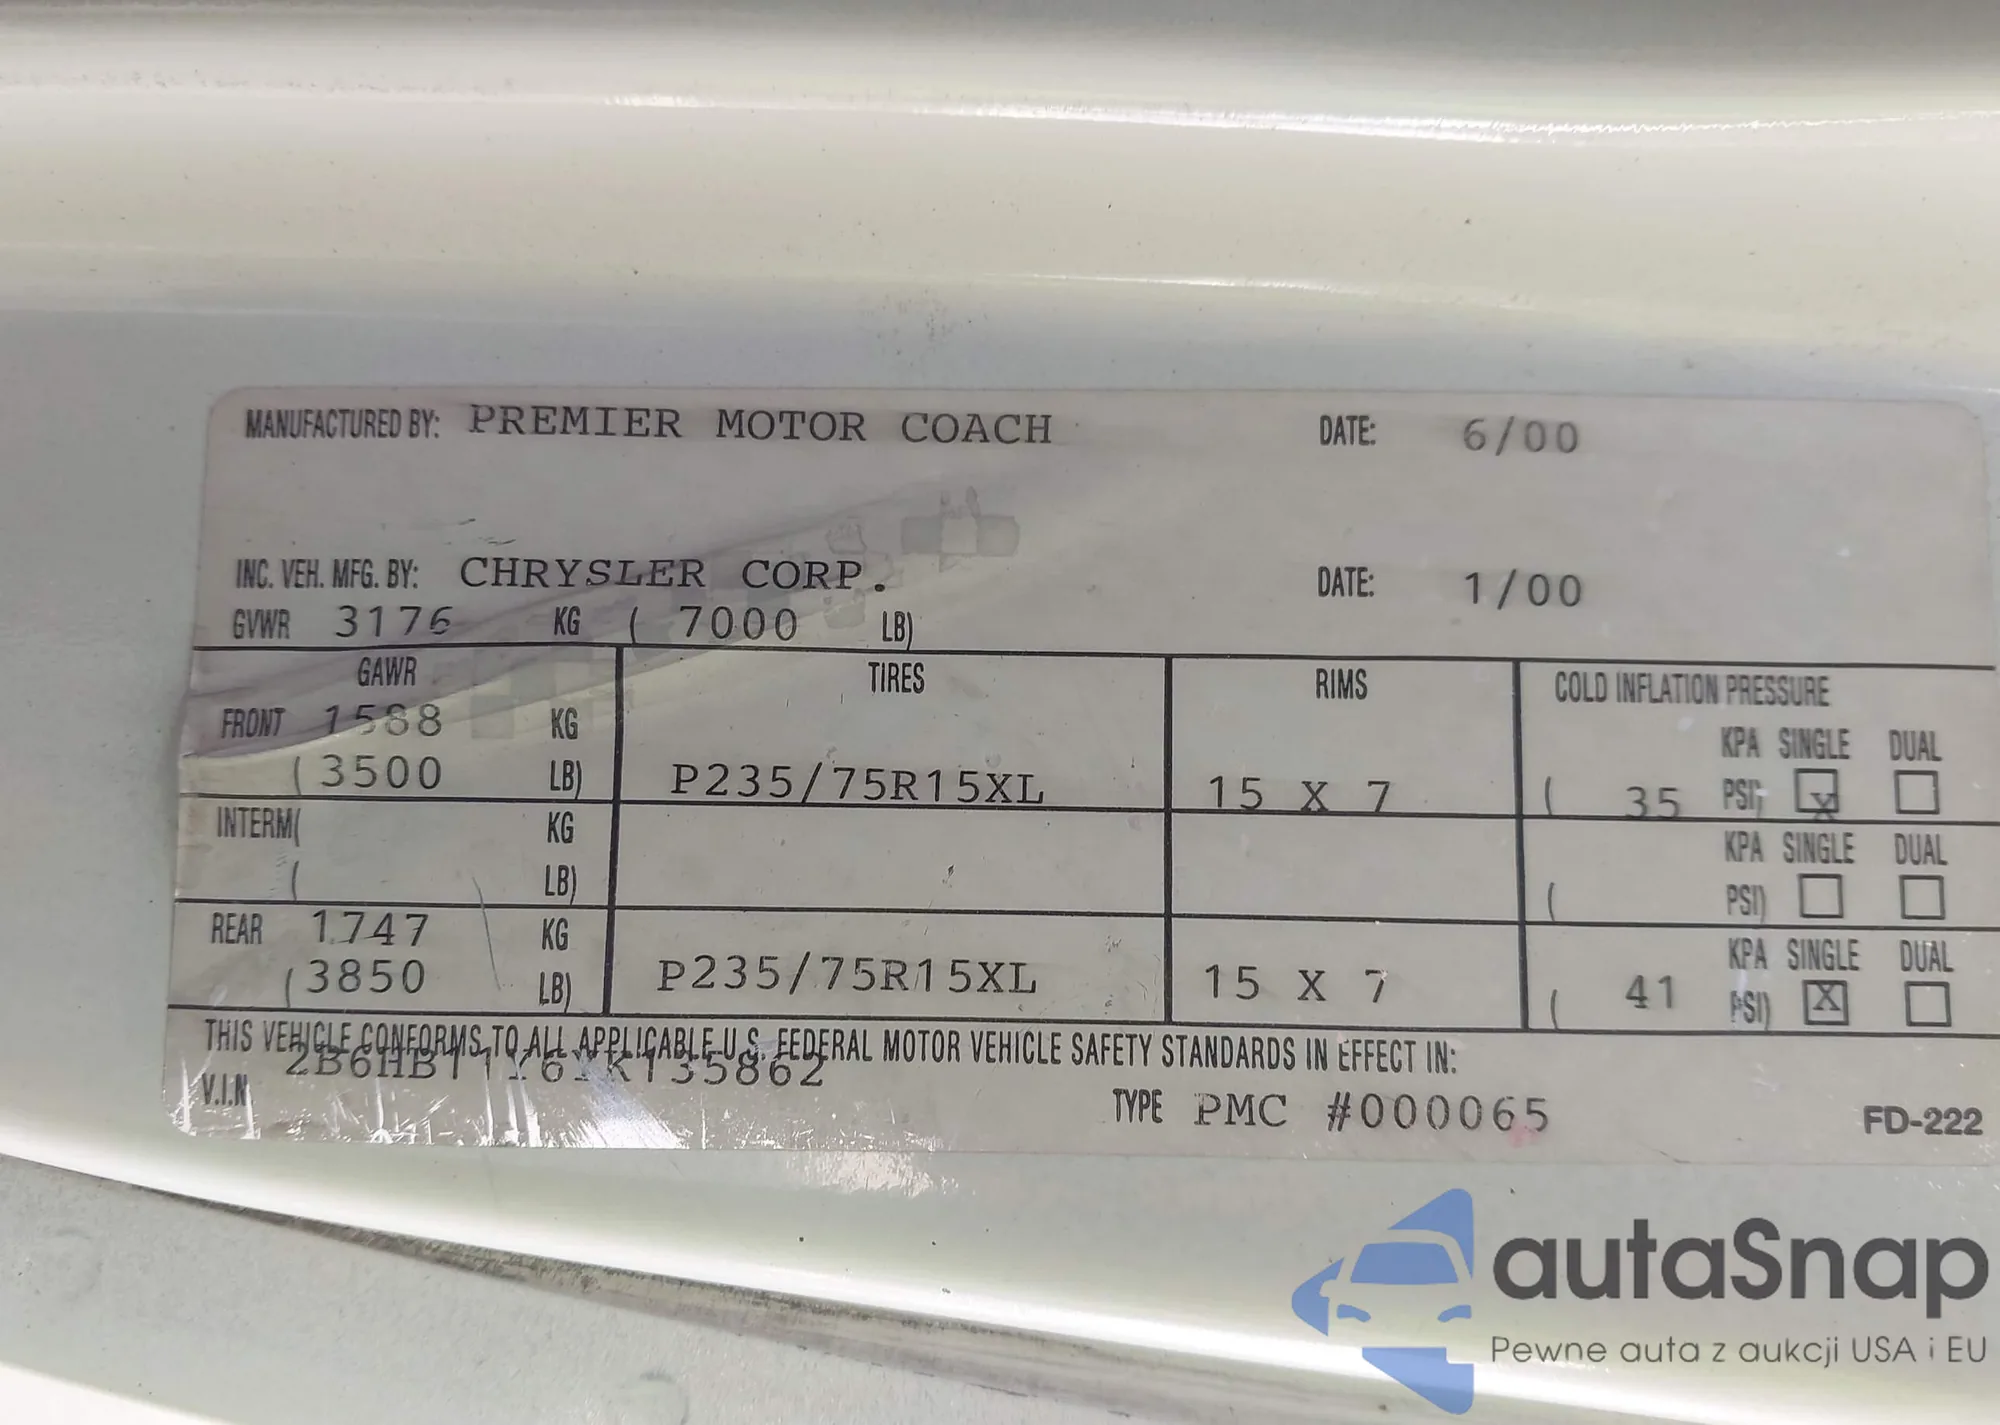 MANUFACTURED BY: PREMIER MOTOR COACH DATE: 6/00
INC. VEH. MFG. BY: CHRYSLER CORP. DATE: 1/00
GVWR 3176 KG ( 7000 LB)
GAWR TIRES RIMS COLD INFLATION PRESSURE
FRONT 1588 KG KPA SINGLE DUAL
(3500 LB) P235/75R15XL 15 X 7 ( 35 PSI) X
INTERM( KG KPA SINGLE DUAL
( LB) ( PSI)
REAR 1747 KG KPA SINGLE DUAL
(3850 LB) P235/75R15XL 15 X 7 ( 41 PSI) X
THIS VEHICLE CONFORMS TO ALL APPLICABLE U.S. FEDERAL MOTOR VEHICLE SAFETY STANDARDS IN EFFECT IN:
V.I.N 2B6HB11Y6YK135862
TYPE PMC #000065 FD-222
autaSnap
Pewne auta z aukcji USA i EU